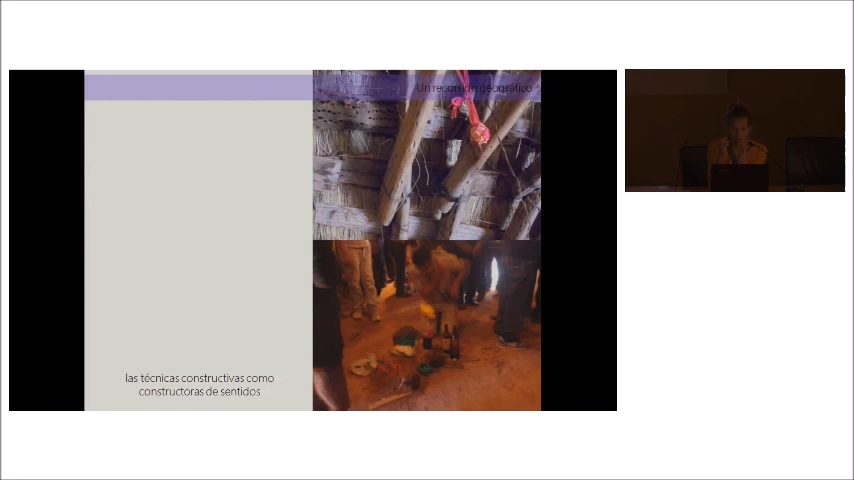 Un recorrido geográfico
las técnicas constructivas como
constructoras de sentidos